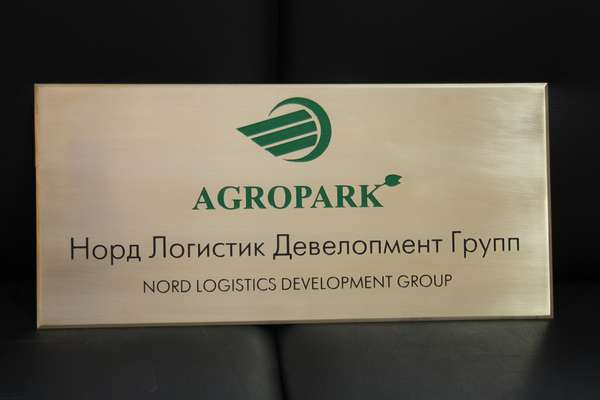 AGROPARK
Норд Логистик Девелопмент Групп
NORD LOGISTICS DEVELOPMENT GROUP